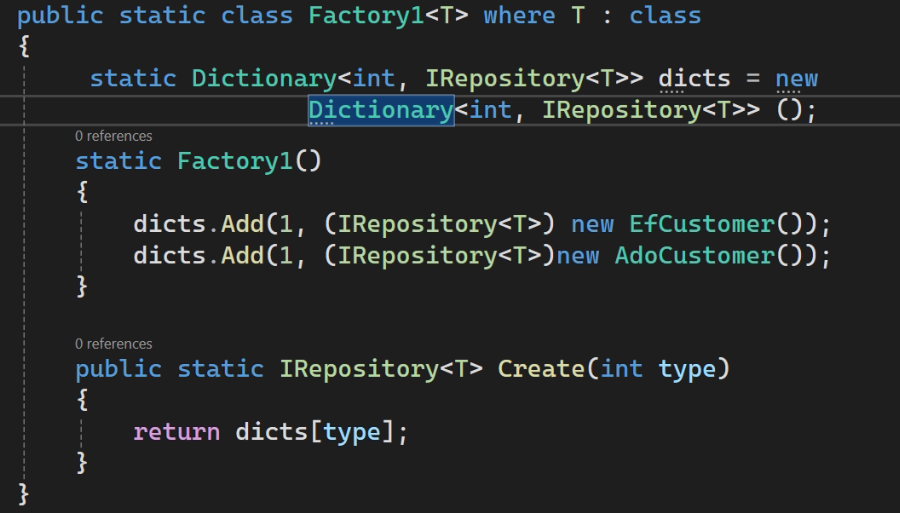 public static class Factory1<T> where T : class
{
static Dictionary<int, IRepository<T>> dicts = new
Dictionary<int, IRepository<T>> ();
0 references
static Factory1()
{
dicts.Add(1, (IRepository<T>) new EfCustomer());
dicts.Add(1, (IRepository<T>)new AdoCustomer());
}
0 references
public static IRepository<T> Create(int type)
{
return dicts[type];
}
}